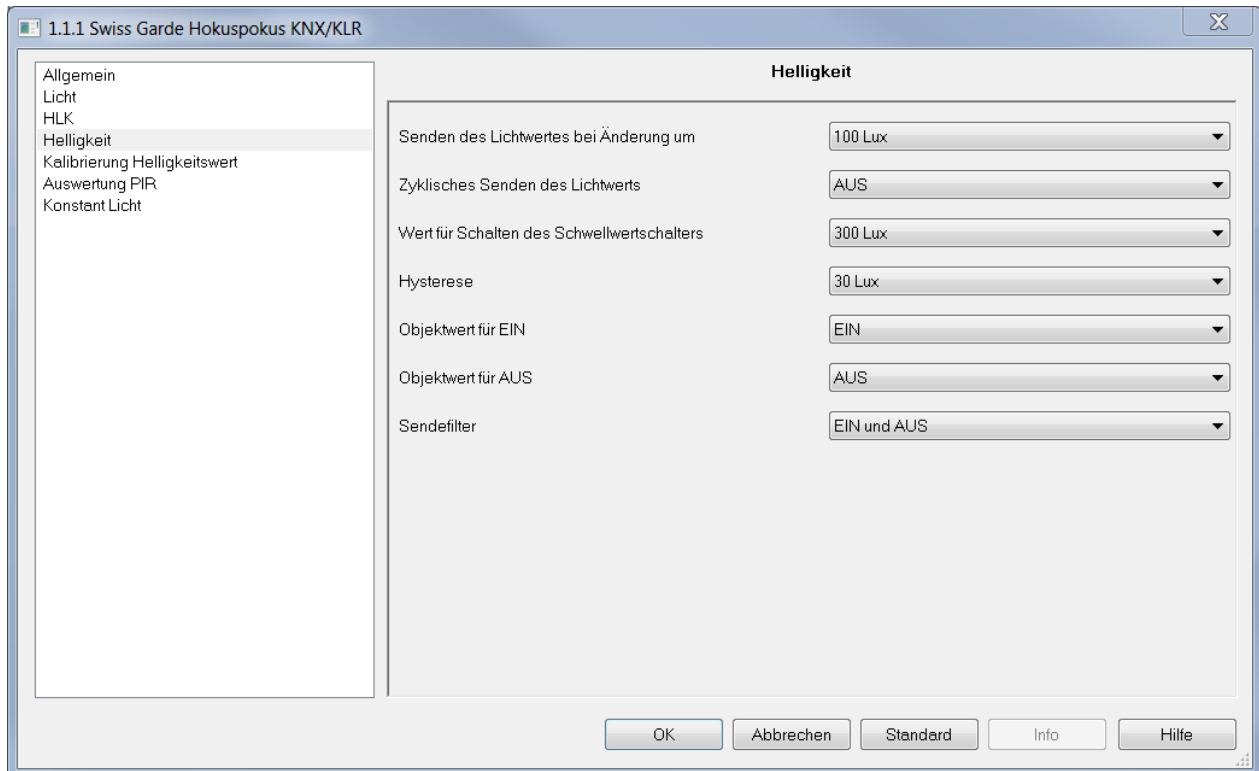 1.1.1 Swiss Garde Hokuspokus KNX/KLR
Allgemein
Licht
HLK
Helligkeit
Kalibrierung Helligkeitswert
Auswertung PIR
Konstant Licht
Helligkeit
Senden des Lichtwertes bei Änderung um 100 Lux
Zyklisches Senden des Lichtwerts AUS
Wert für Schalten des Schwellwertschalters 300 Lux
Hysterese 30 Lux
Objektwert für EIN EIN
Objektwert für AUS AUS
Sendefilter EIN und AUS
OK Abbrechen Standard Info Hilfe